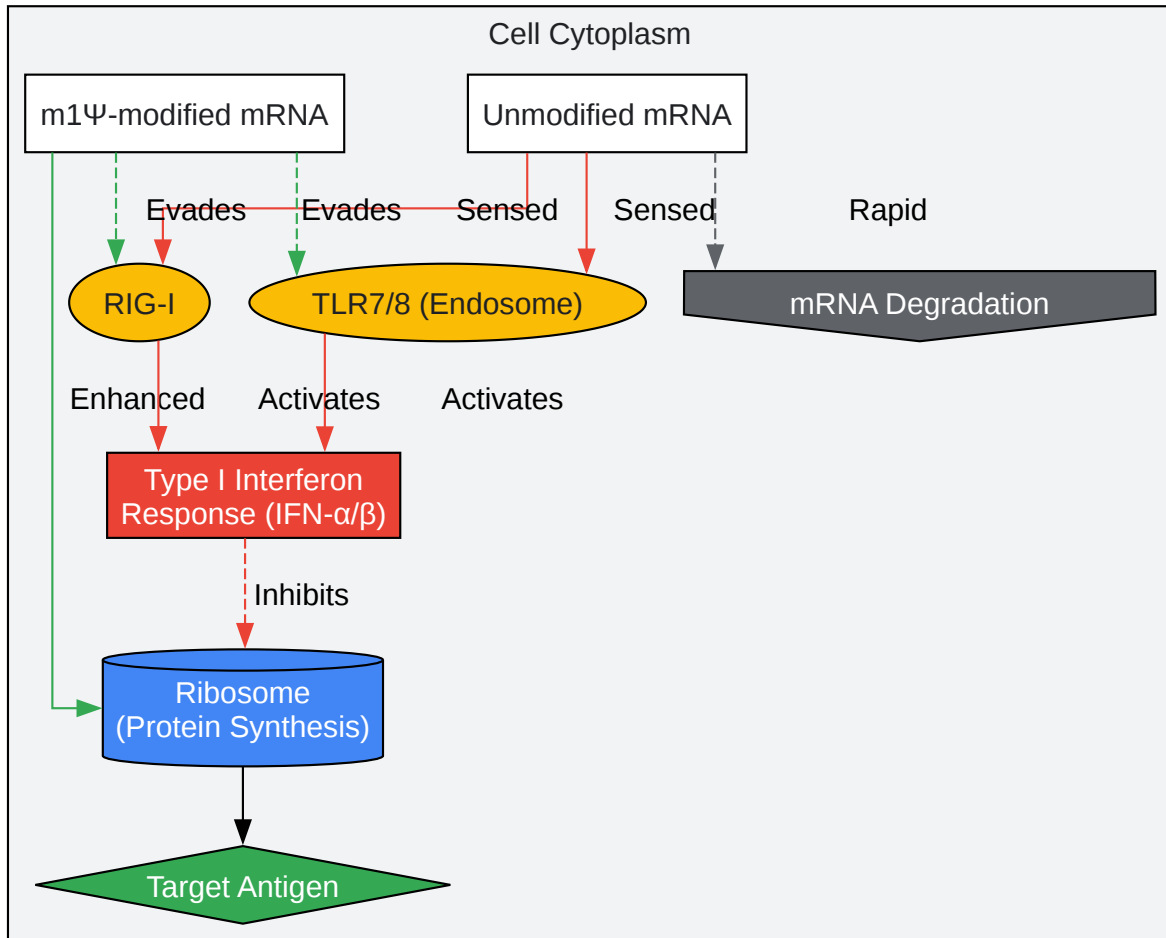 Cell Cytoplasm
m1Ψ-modified mRNA
Unmodified mRNA
Evades
Evades
Sensed
Sensed
Rapid
RIG-I
TLR7/8 (Endosome)
mRNA Degradation
Enhanced
Activates
Activates
Type I Interferon
Response (IFN-α/β)
Inhibits
Ribosome
(Protein Synthesis)
Target Antigen